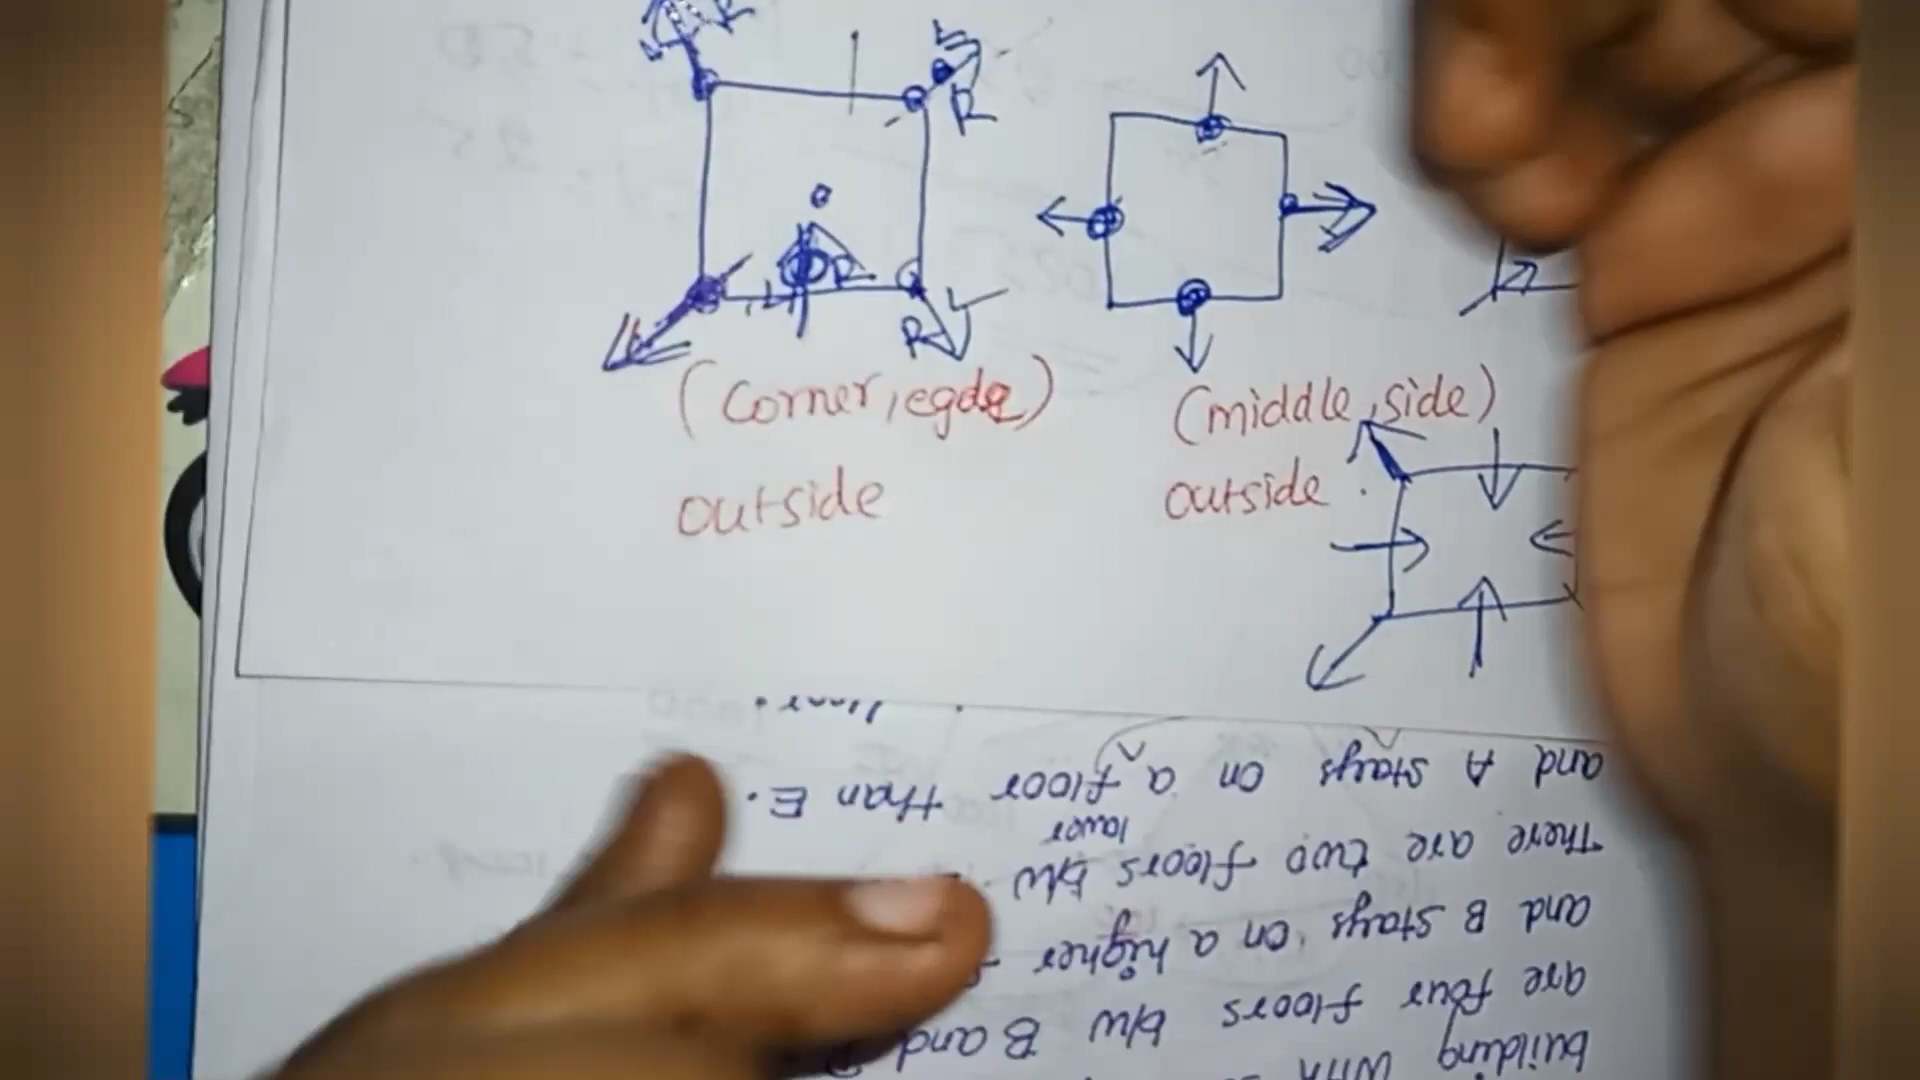 R
R
R
R
(corner, egde)
(middle, side)
outside
outside
and A stays on a floor than E.
lower
There are two floors b/w
and B stays on a higher
are four floors b/w B and
building with